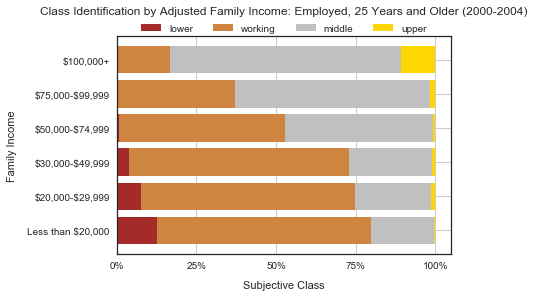 Class Identification by Adjusted Family Income: Employed, 25 Years and Older (2000-2004)
lower working middle upper
Family Income
$100,000+
$75,000-$99,999
$50,000-$74,999
$30,000-$49,999
$20,000-$29,999
Less than $20,000
0% 25% 50% 75% 100%
Subjective Class